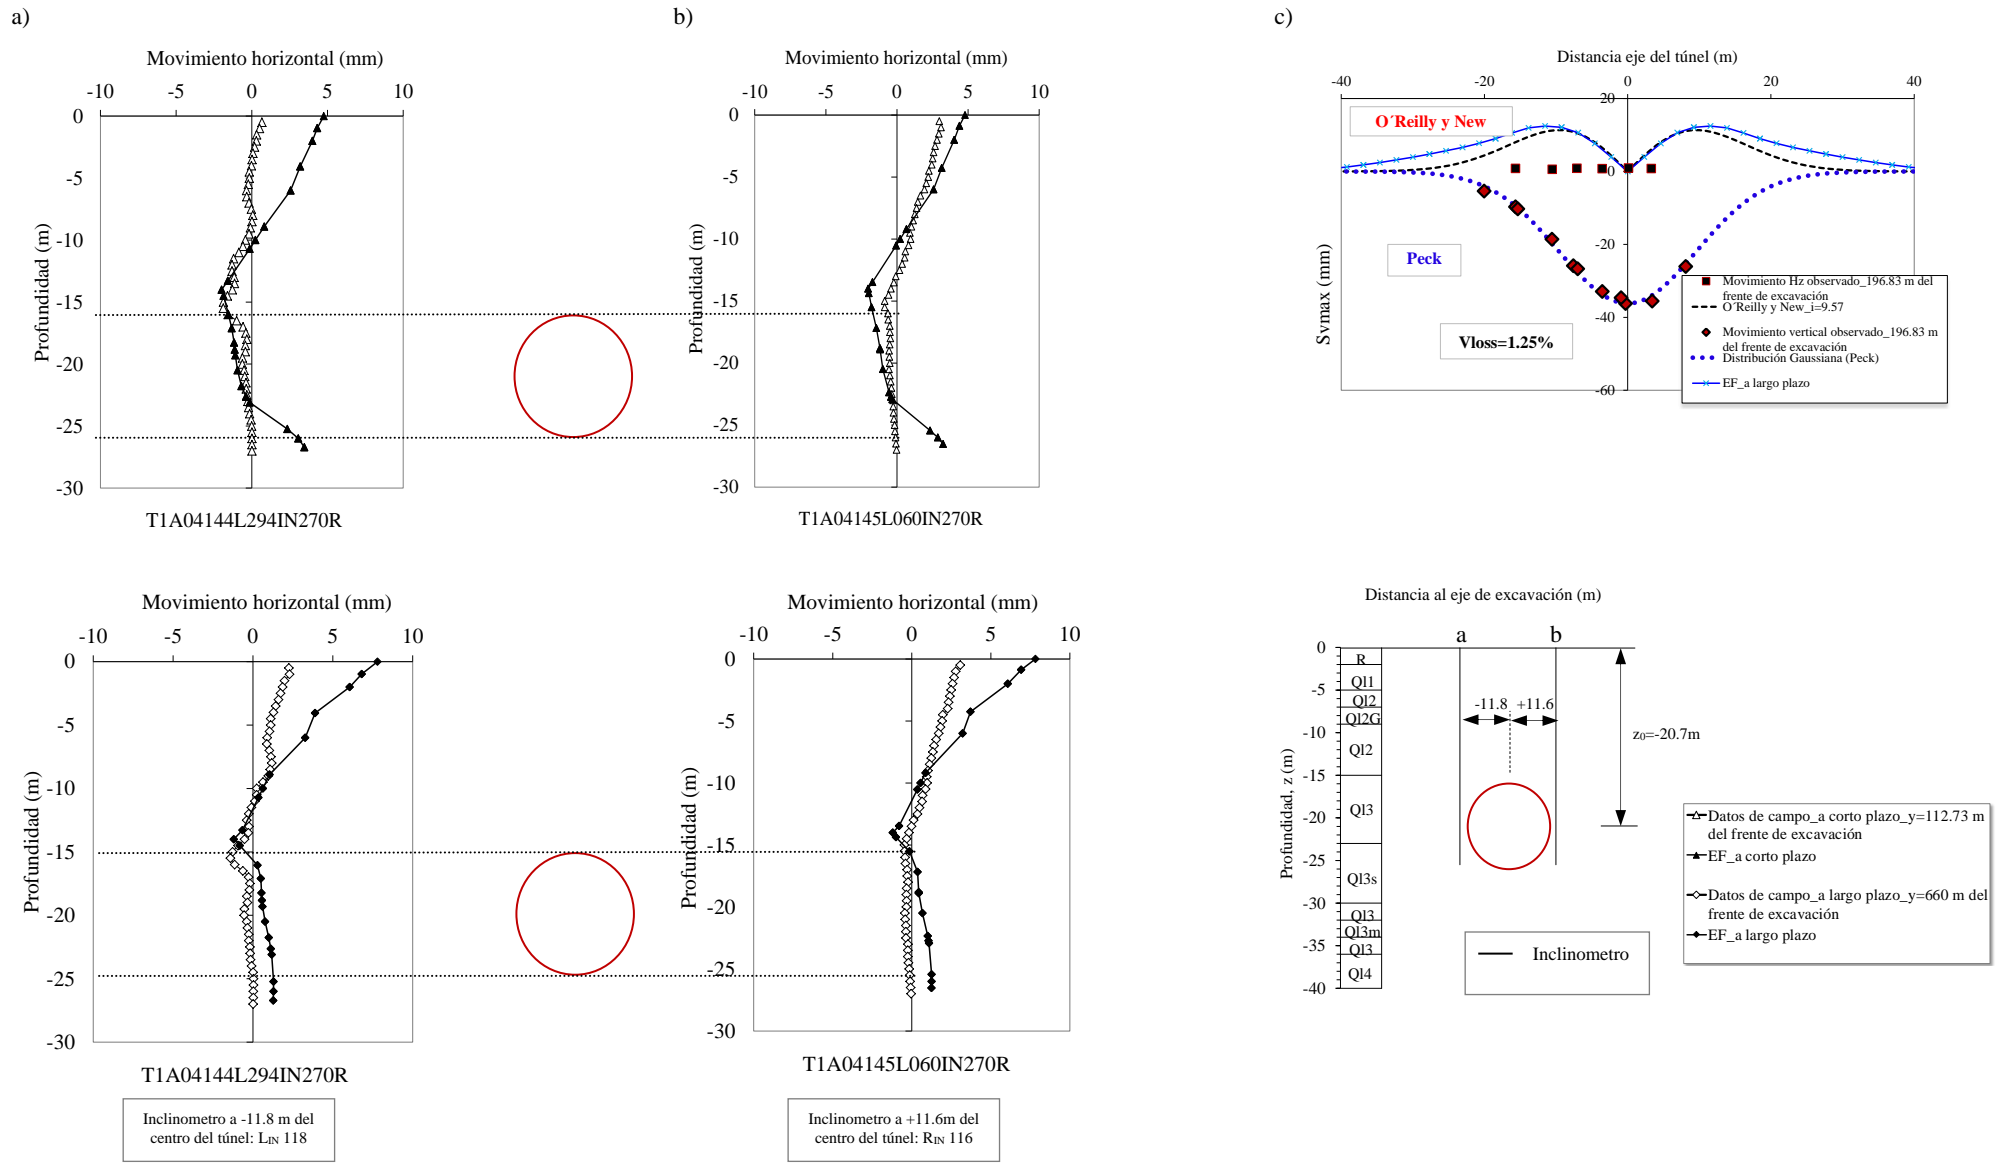 a)
Movimiento horizontal (mm)
-10 -5 0 5 10
0
-5
-10
-15
-20
-25
-30
Profundidad (m)
T1A04144L294IN270R
b)
Movimiento horizontal (mm)
-10 -5 0 5 10
0
-5
-10
-15
-20
-25
-30
Profundidad (m)
T1A04145L060IN270R
c)
Distancia eje del túnel (m)
-40 -20 0 20 40
20
0
-20
-40
-60
Svmax (mm)
O´Reilly y New
Peck
Vloss=1.25%
Movimiento Hz observado_196.83 m del
frente de excavación
O´Reilly y New_i=9.57
Movimiento vertical observado_196.83 m
del frente de excavación
Distribución Gaussiana (Peck)
EF_a largo plazo
Movimiento horizontal (mm)
-10 -5 0 5 10
0
-5
-10
-15
-20
-25
-30
Profundidad (m)
T1A04144L294IN270R
Inclinometro a -11.8 m del
centro del túnel: LIN 118
Movimiento horizontal (mm)
-10 -5 0 5 10
0
-5
-10
-15
-20
-25
-30
Profundidad (m)
T1A04145L060IN270R
Inclinometro a +11.6m del
centro del túnel: RIN 116
Distancia al eje de excavación (m)
a b
0
-5
-10
-15
-20
-25
-30
-35
-40
Profundidad, z (m)
R
Ql1
Ql2
Ql2G
Ql2
Ql3
Ql3s
Ql3
Ql3m
Ql3
Ql4
-11.8 +11.6
z0=-20.7m
Inclinometro
Datos de campo_a corto plazo_y=112.73 m
del frente de excavación
EF_a corto plazo
Datos de campo_a largo plazo_y=660 m del
frente de excavación
EF_a largo plazo